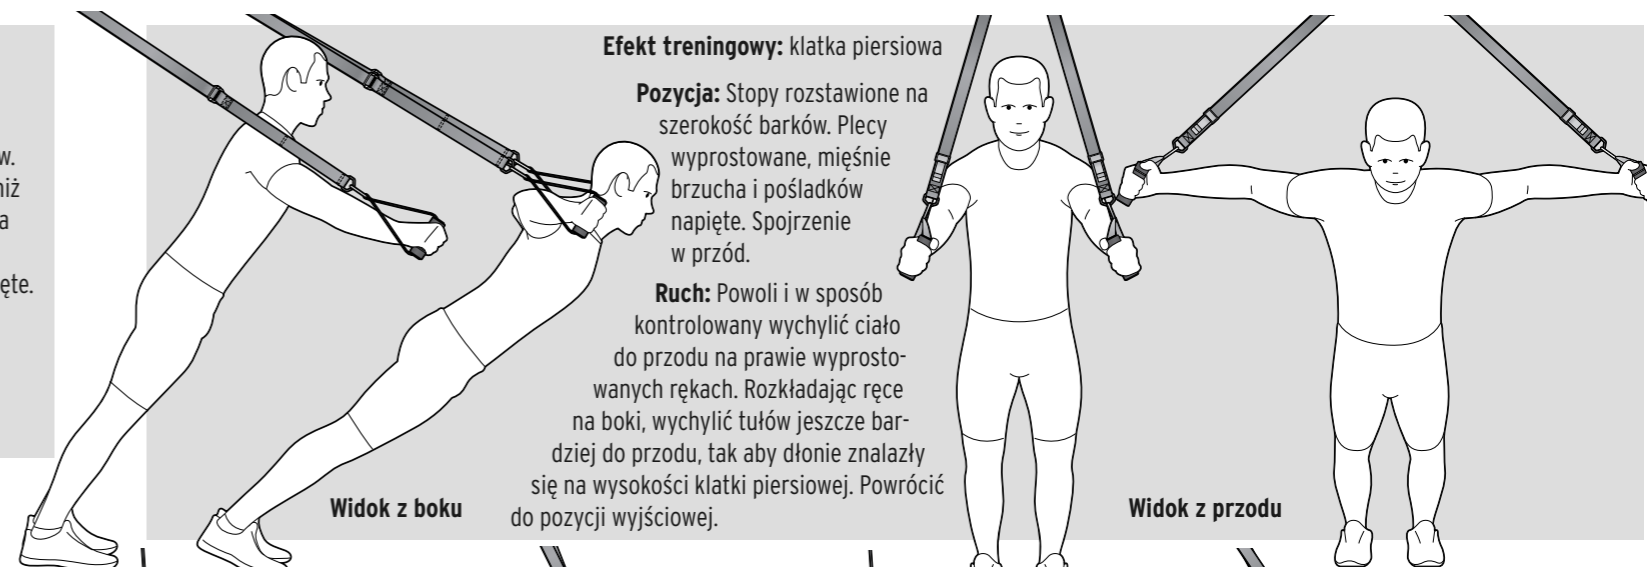 w.
niż
a
ęte.
Efekt treningowy: klatka piersiowa
Pozycja: Stopy rozstawione na
szerokość barków. Plecy
wyprostowane, mięśnie
brzucha i pośladków
napięte. Spojrzenie
w przód.
Ruch: Powoli i w sposób
kontrolowany wychylić ciało
do przodu na prawie wyprosto-
wanych rękach. Rozkładając ręce
na boki, wychylić tułów jeszcze bar-
dziej do przodu, tak aby dłonie znalazły
się na wysokości klatki piersiowej. Powrócić
do pozycji wyjściowej.
Widok z boku
Widok z przodu